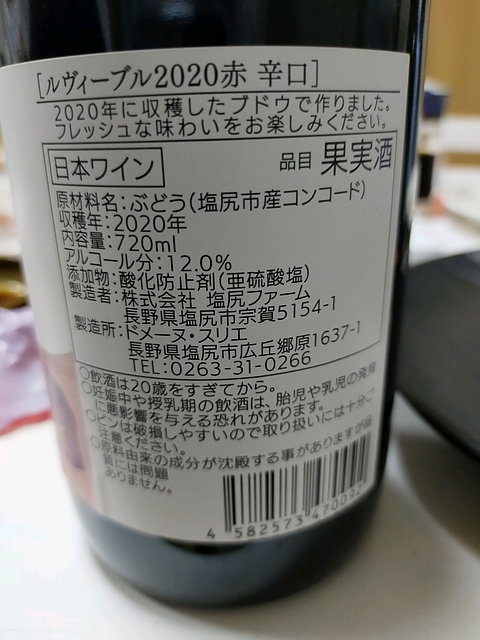 [ルヴィーブル2020赤 辛口]
2020年に収穫したブドウで作りました。
フレッシュな味わいをお楽しみください。
日本ワイン
品目 果実酒
原材料名:ぶどう(塩尻市産コンコード)
収穫年:2020年
内容量:720ml
アルコール分:12.0%
添加物:酸化防止剤(亜硫酸塩)
製造者:株式会社 塩尻ファーム
長野県塩尻市宗賀5154-1
製造所:ドメーヌ・スリエ
長野県塩尻市広丘郷原1637-1
TEL:0263-31-0266
○飲酒は20歳をすぎてから。
○妊娠中や授乳期の飲酒は、胎児や乳児の発育
に悪影響を与える恐れがあります。
○ビンは破損しやすいので取り扱いには十分ご
注意ください。
○原料由来の成分が沈殿する事がありますが品
質には問題
ありません。
4 582573 470092